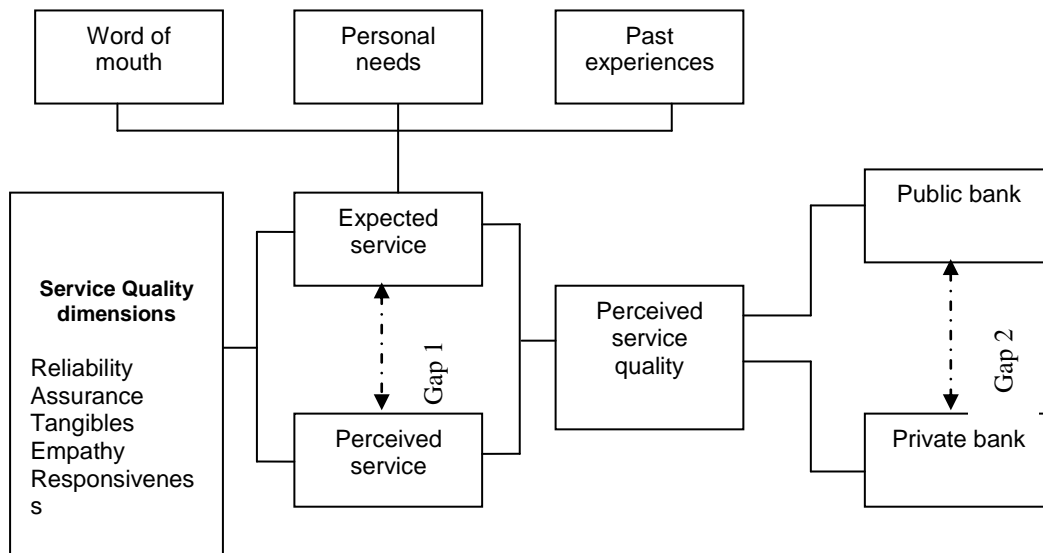 Word of
mouth
Personal
needs
Past
experiences
Service Quality
dimensions
Reliability
Assurance
Tangibles
Empathy
Responsivenes
s
Expected
service
Gap 1
Perceived
service
Perceived
service
quality
Public bank
Gap 2
Private bank